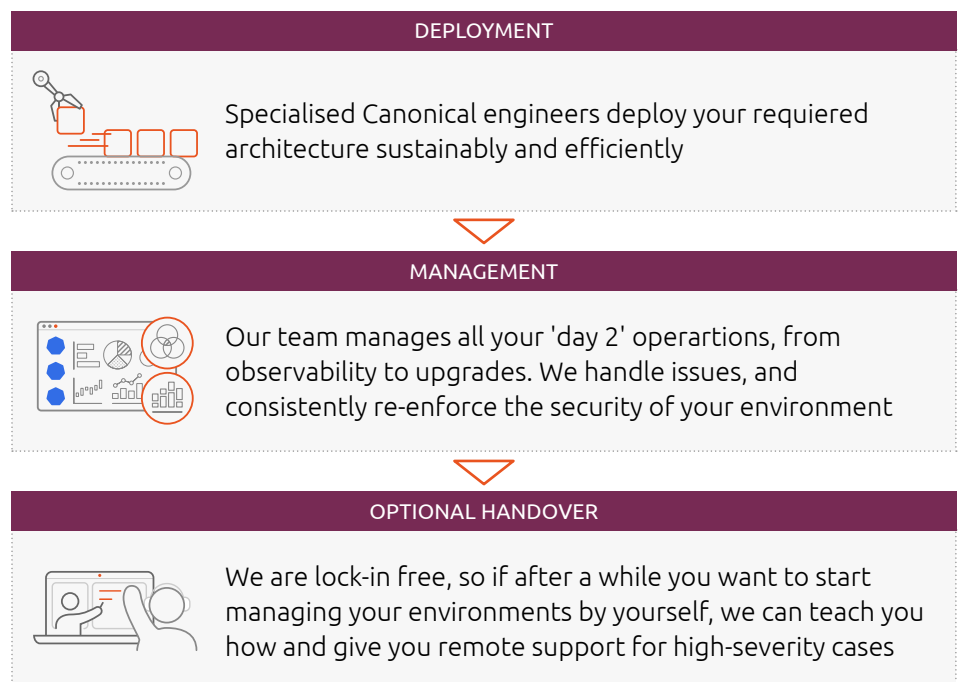 DEPLOYMENT
Specialised Canonical engineers deploy your requiered
architecture sustainably and efficiently
MANAGEMENT
Our team manages all your 'day 2' operartions, from
observability to upgrades. We handle issues, and
consistently re-enforce the security of your environment
OPTIONAL HANDOVER
We are lock-in free, so if after a while you want to start
managing your environments by yourself, we can teach you
how and give you remote support for high-severity cases